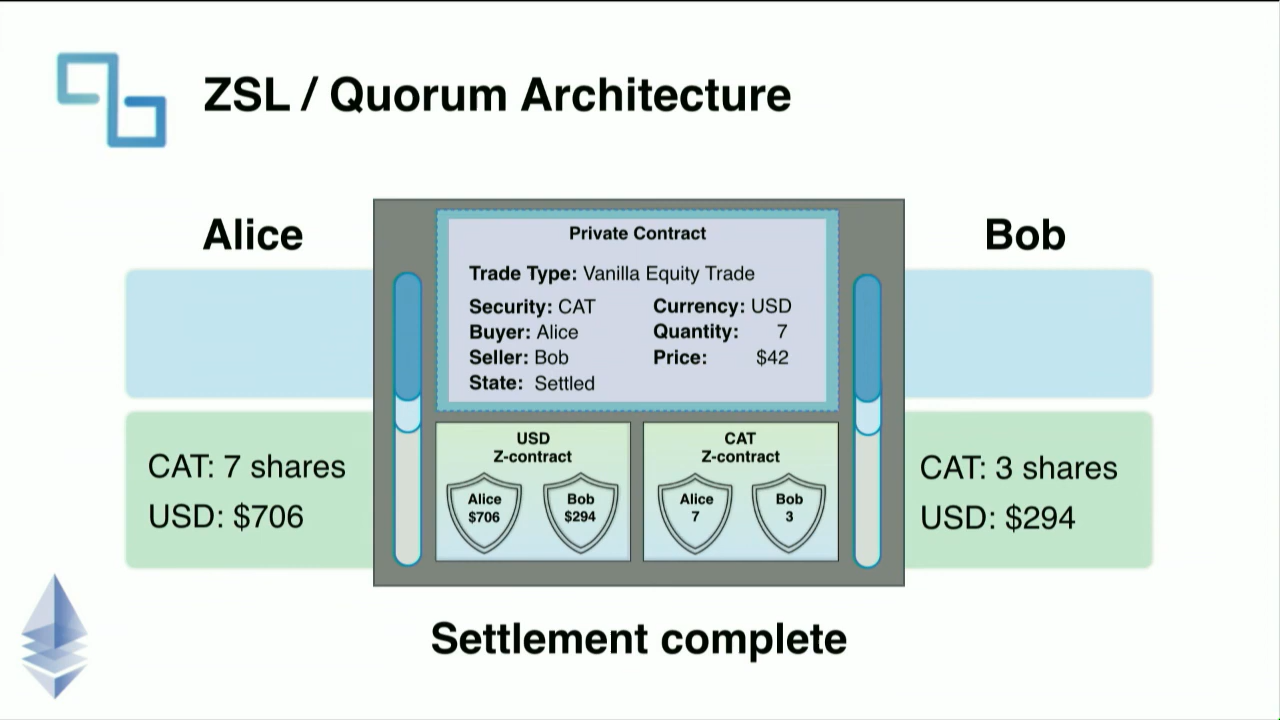 ZSL / Quorum Architecture
Alice
Bob
Private Contract
Trade Type: Vanilla Equity Trade
Security: CAT
Currency: USD
Buyer: Alice
Quantity: 7
Seller: Bob
Price: $42
State: Settled
USD
Z-contract
Alice
$706
Bob
$294
CAT
Z-contract
Alice
7
Bob
3
CAT: 7 shares
USD: $706
CAT: 3 shares
USD: $294
Settlement complete